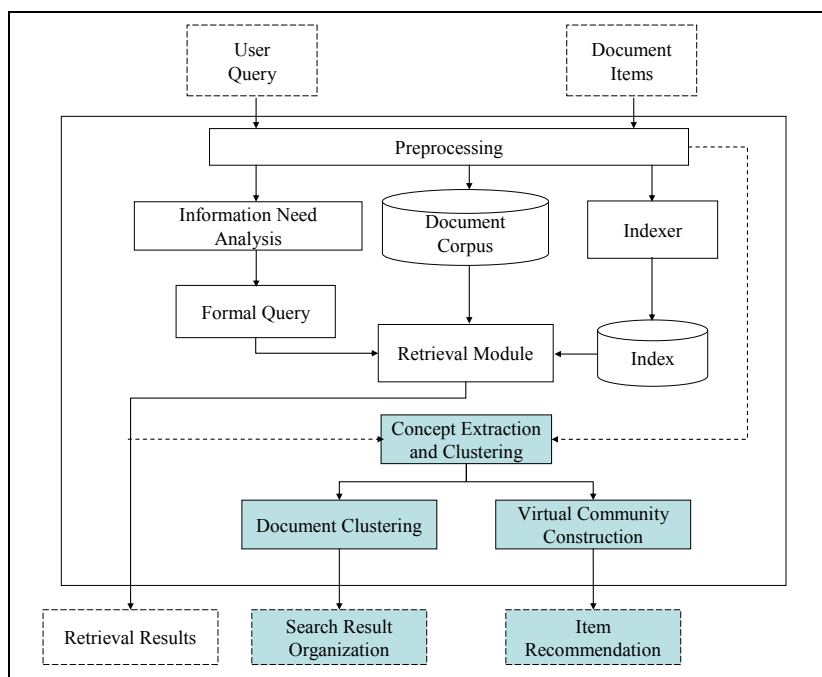 User
Query
Document
Items
Preprocessing
Information Need
Analysis
Document
Corpus
Indexer
Formal Query
Retrieval Module
Index
Concept Extraction
and Clustering
Document Clustering
Virtual Community
Construction
Retrieval Results
Search Result
Organization
Item
Recommendation